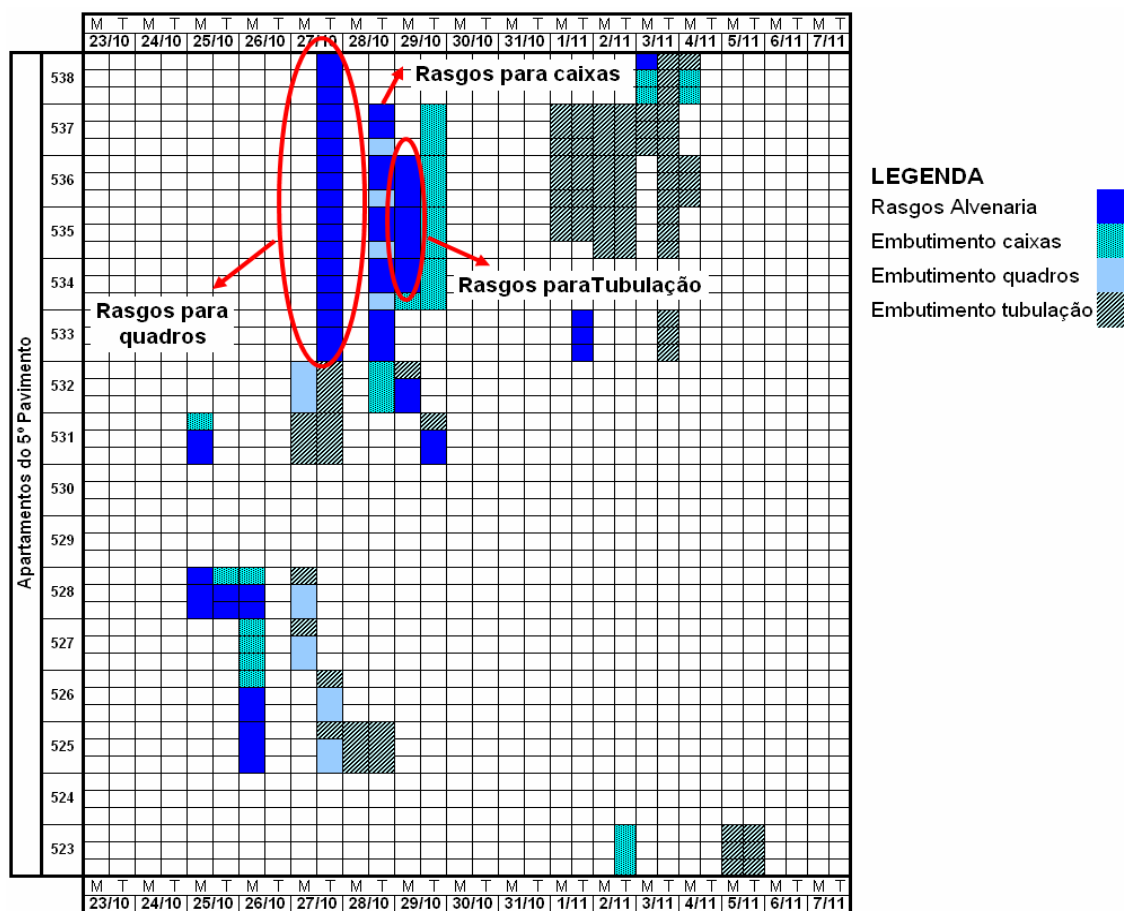 M T M T M T M T M T M T M T M T M T M T M T M T M T M T M T
23/10 24/10 25/10 26/10 27/10 28/10 29/10 30/10 31/10 1/11 2/11 3/11 4/11 5/11 6/11 7/11
Apartamentos do 5º Pavimento
538
Rasgos para caixas
537
536
LEGENDA
Rasgos Alvenaria
535
Embutimento caixas
534
Rasgos paraTubulação
Embutimento quadros
Rasgos para
quadros
533
Embutimento tubulação
532
531
530
529
528
527
526
525
524
523
M T M T M T M T M T M T M T M T M T M T M T M T M T M T M T
23/10 24/10 25/10 26/10 27/10 28/10 29/10 30/10 31/10 1/11 2/11 3/11 4/11 5/11 6/11 7/11